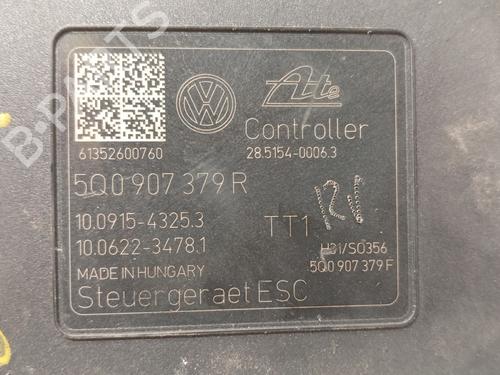 Ate
Controller
61352600760
28.5154-0006.3
5Q0 907 379 R
10.0915-4325.3
TT1
10.0622-3478.1
H31/S0356
MADE IN HUNGARY
5Q0 907 379 F
Steuergeraet ESC
B-PARTS